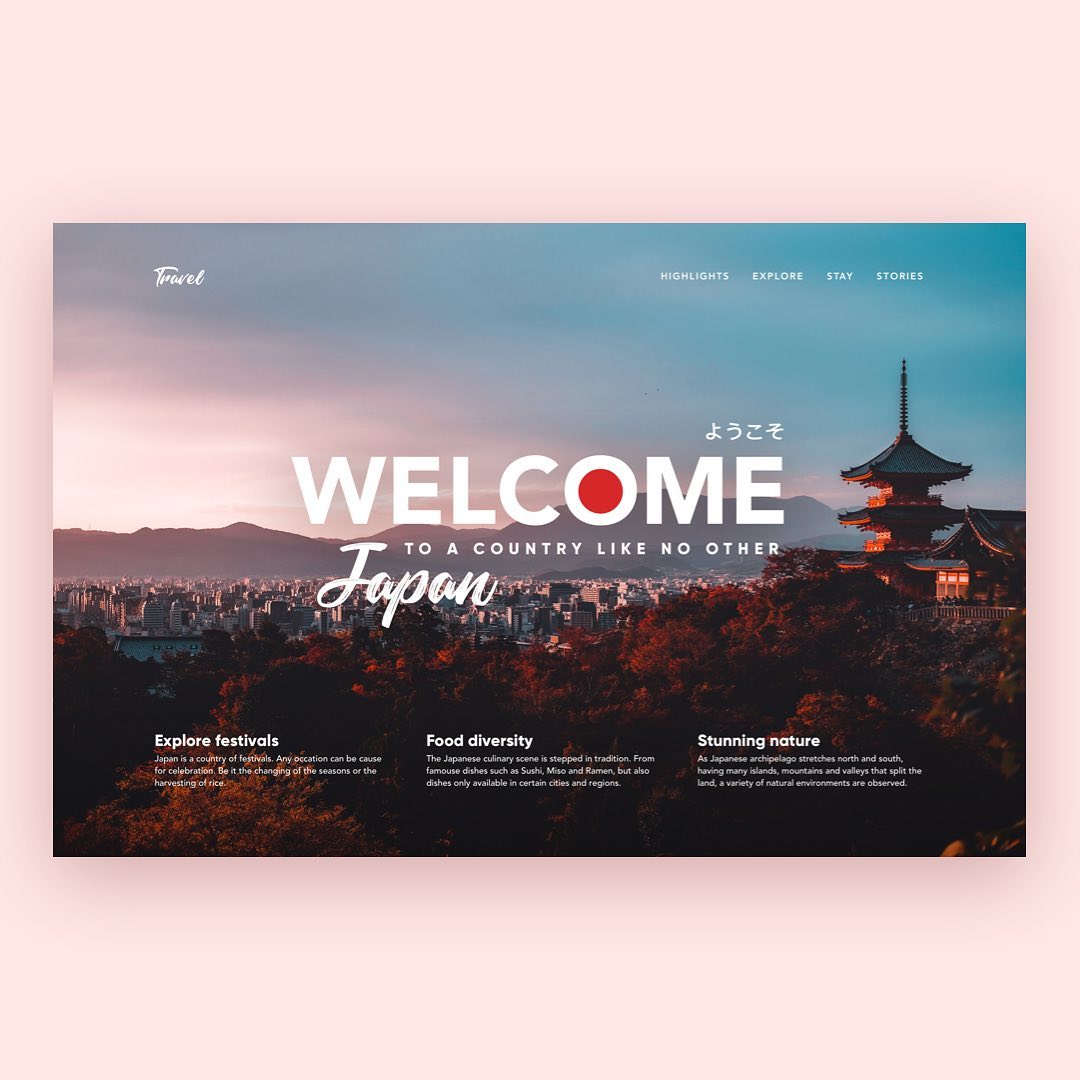 Travel
HIGHLIGHTS EXPLORE STAY STORIES
ようこそ
WELCOME
TO A COUNTRY LIKE NO OTHER
Japan
Explore festivals
Japan is a country of festivals. Any occation can be cause
for celebration. Be it the changing of the seasons or the
harvesting of rice.
Food diversity
The Japanese culinary scene is stepped in tradition. From
famouse dishes such as Sushi, Miso and Ramen, but also
dishes only available in certain cities and regions.
Stunning nature
As Japanese archipelago stretches north and south,
having many islands, mountains and valleys that split the
land, a variety of natural environments are observed.